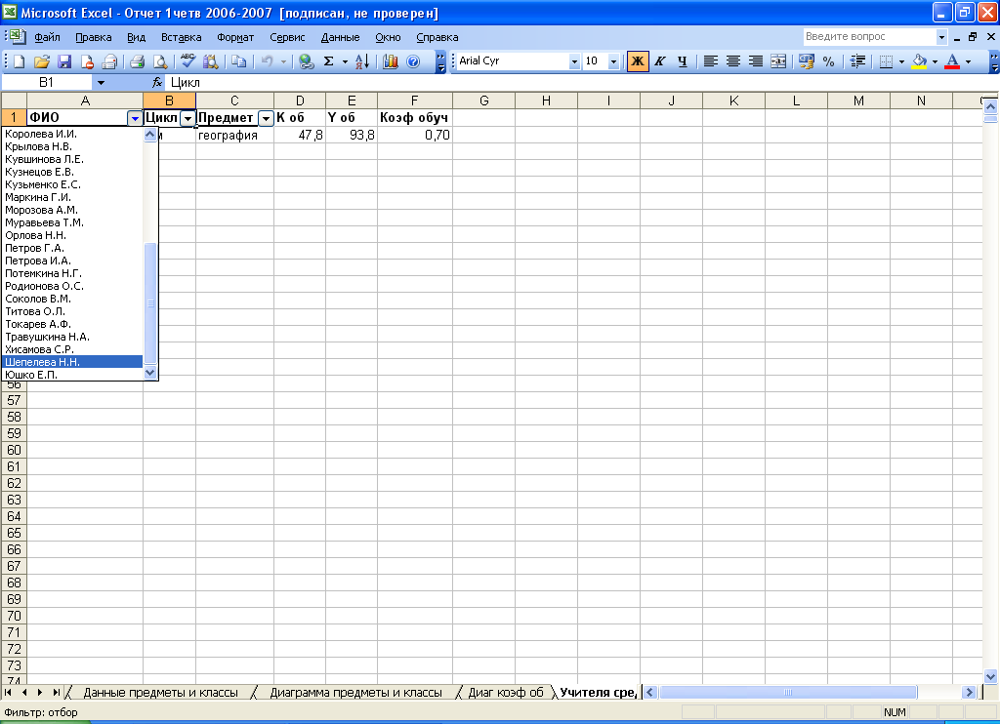 Microsoft Excel - Отчет 1четв 2006-2007 [подписан, не проверен]
Файл Правка Вид Вставка Формат Сервис Данные Окно Справка Введите вопрос
Arial Cyr 10 Ж К Ч %
B1 fx Цикл
A B C D E F G H I J K L M N
1 ФИО Цикл Предмет К об Y об Коэф обуч
м география 47,8 93,8 0,70
Королева И.И.
Крылова Н.В.
Кувшинова Л.Е.
Кузнецов Е.В.
Кузьменко Е.С.
Маркина Г.И.
Морозова А.М.
Муравьева Т.М.
Орлова Н.Н.
Петров Г.А.
Петрова И.А.
Потемкина Н.Г.
Родионова О.С.
Соколов В.М.
Титова О.Л.
Токарев А.Ф.
Травушкина Н.А.
Хисамова С.Р.
Шепелева Н.Н.
Юшко Е.П.
56
57
58
59
60
61
62
63
64
65
66
67
68
69
70
71
72
73
74
Данные предметы и классы Диаграмма предметы и классы Диаг коэф об Учителя сре
Фильтр: отбор NUM